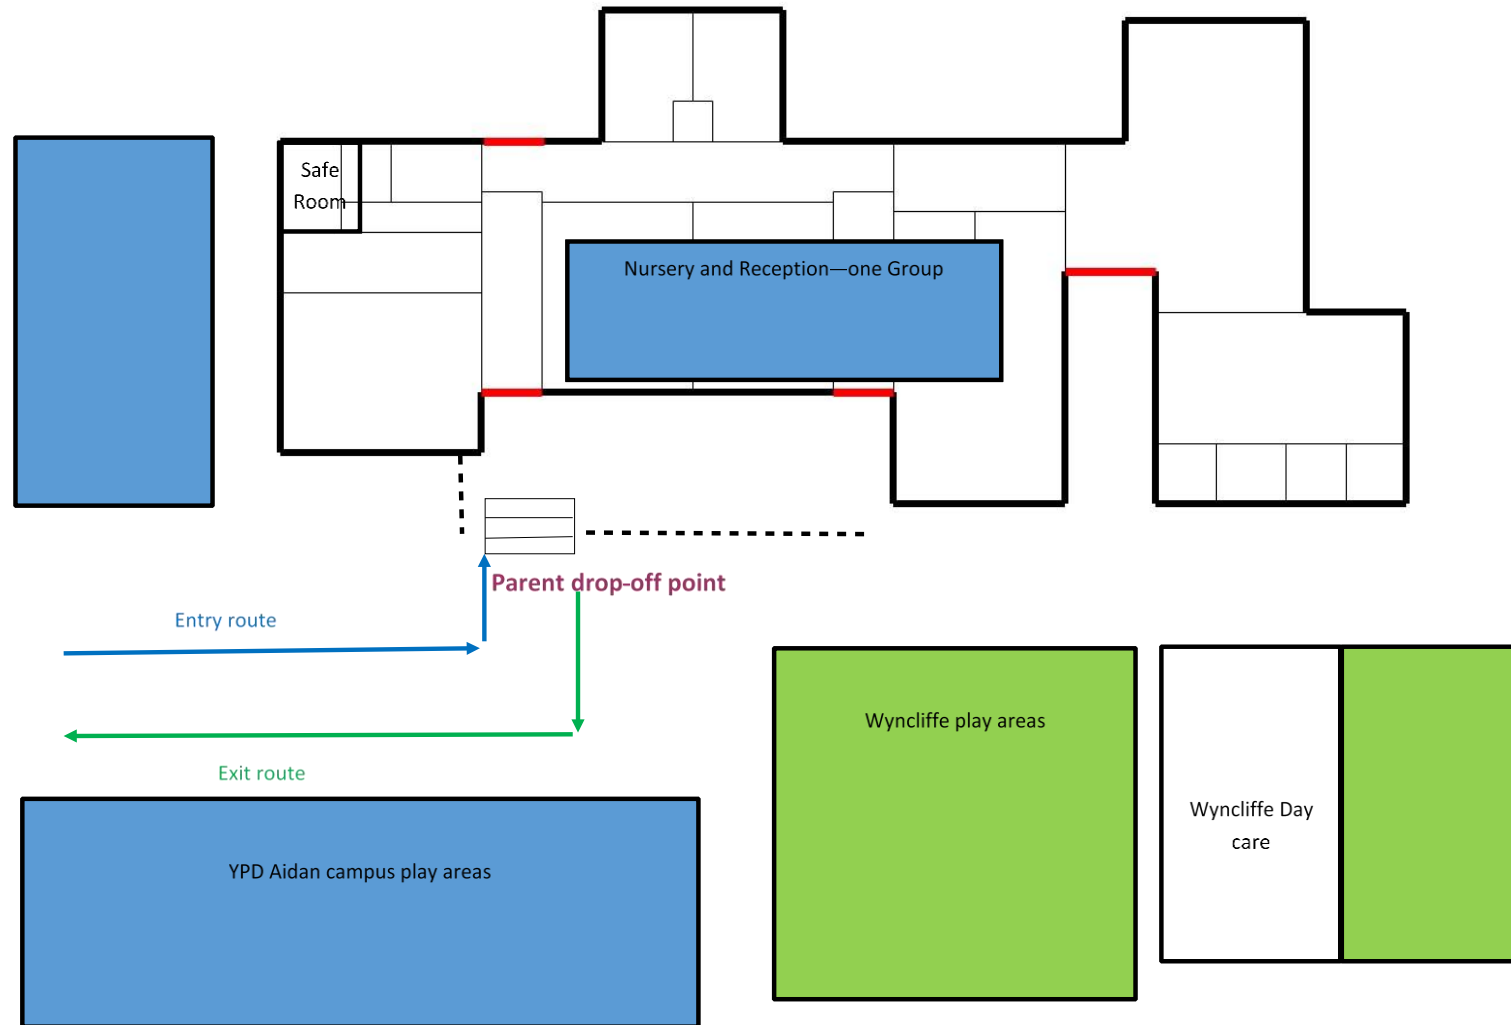 Safe
Room
Nursery and Reception—one Group
Parent drop-off point
Entry route
Wyncliffe play areas
Exit route
Wyncliffe Day
care
YPD Aidan campus play areas